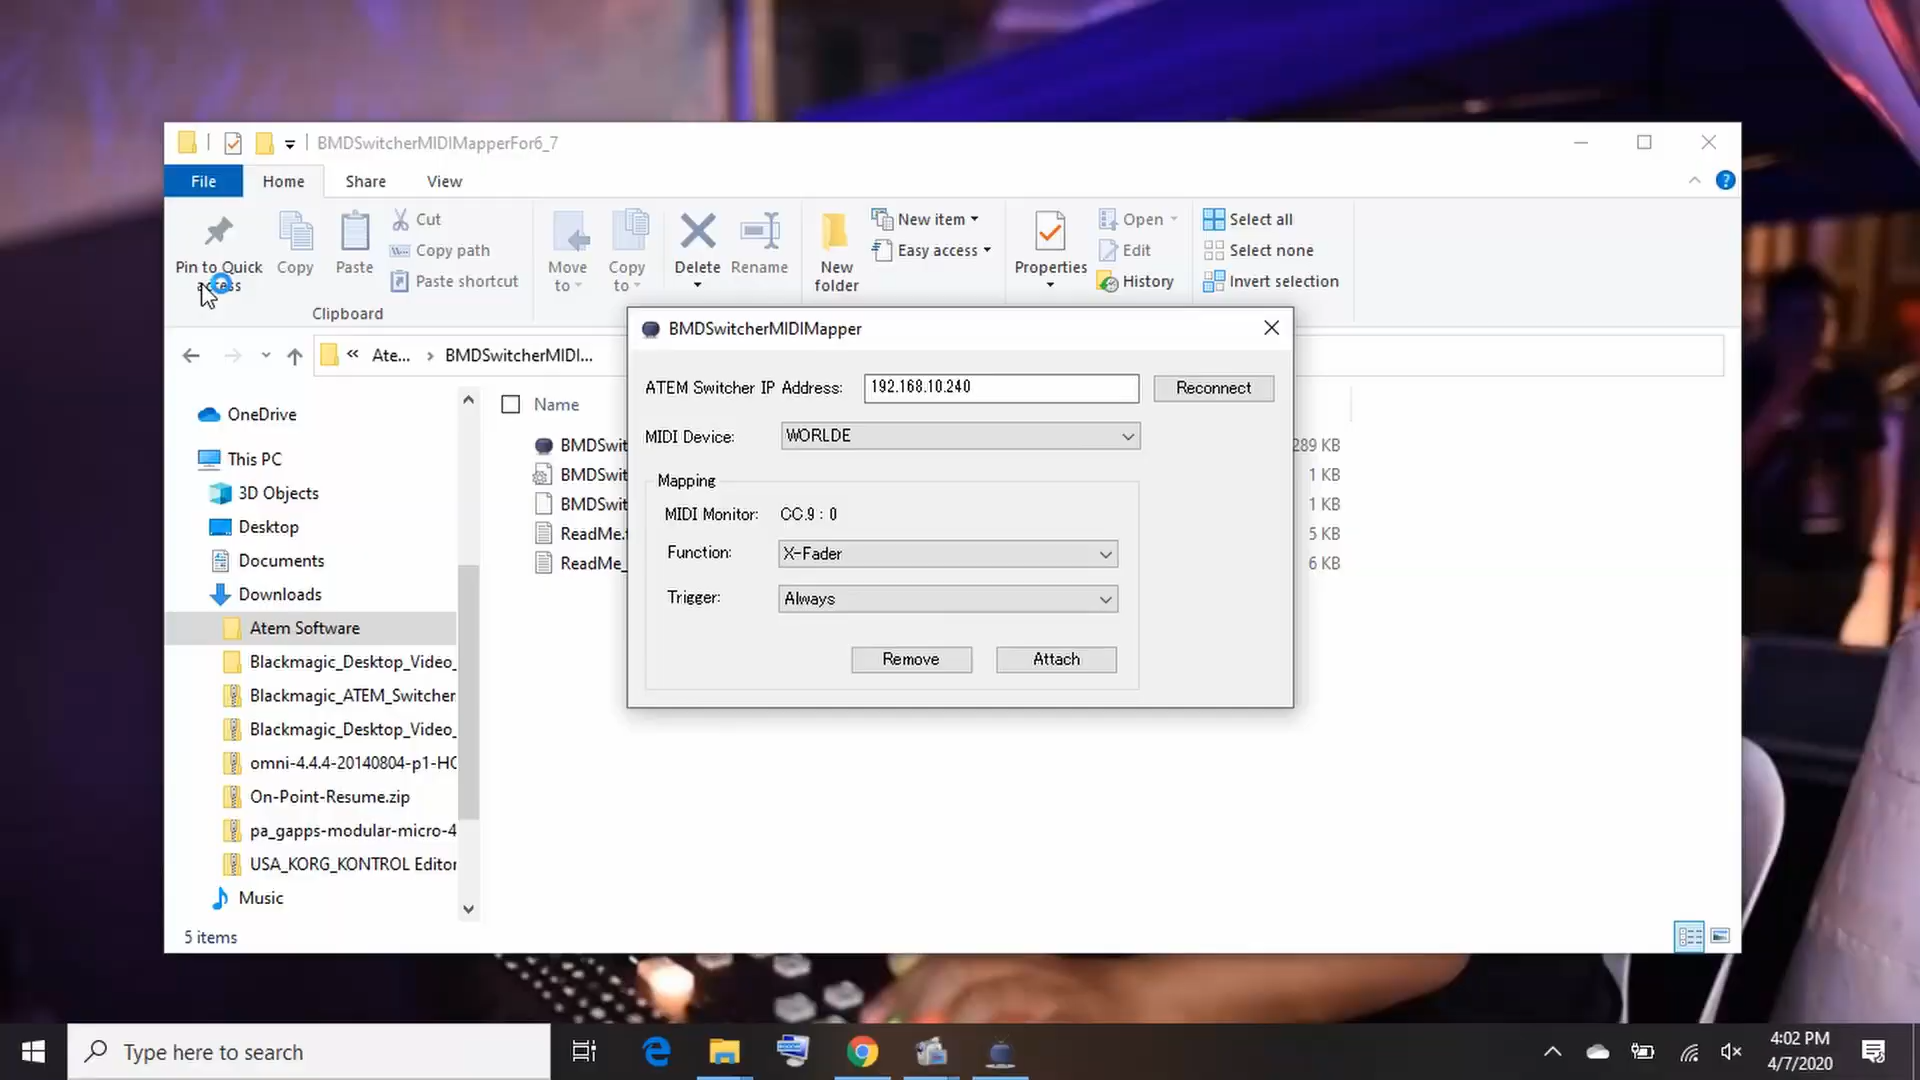 BMDSwitcherMIDIMapperFor6_7
File Home Share View
Pin to Quick access
Copy
Paste
Cut
Copy path
Paste shortcut
Clipboard
Move to
Copy to
Delete
Rename
New folder
New item
Easy access
Properties
Open
Edit
History
Select all
Select none
Invert selection
« Ate... › BMDSwitcherMIDI...
OneDrive
This PC
3D Objects
Desktop
Documents
Downloads
Atem Software
Blackmagic_Desktop_Video_
Blackmagic_ATEM_Switcher
Blackmagic_Desktop_Video_
omni-4.4.4-20140804-p1-HO
On-Point-Resume.zip
pa_gapps-modular-micro-4
USA_KORG_KONTROL Editor
Music
Name
BMDSwit 289 KB
BMDSwit 1 KB
BMDSwit 1 KB
ReadMe. 5 KB
ReadMe_ 6 KB
BMDSwitcherMIDIMapper
ATEM Switcher IP Address: 192.168.10.240 Reconnect
MIDI Device: WORLDE
Mapping
MIDI Monitor: CC.9 : 0
Function: X-Fader
Trigger: Always
Remove Attach
5 items
Type here to search
4:02 PM
4/7/2020